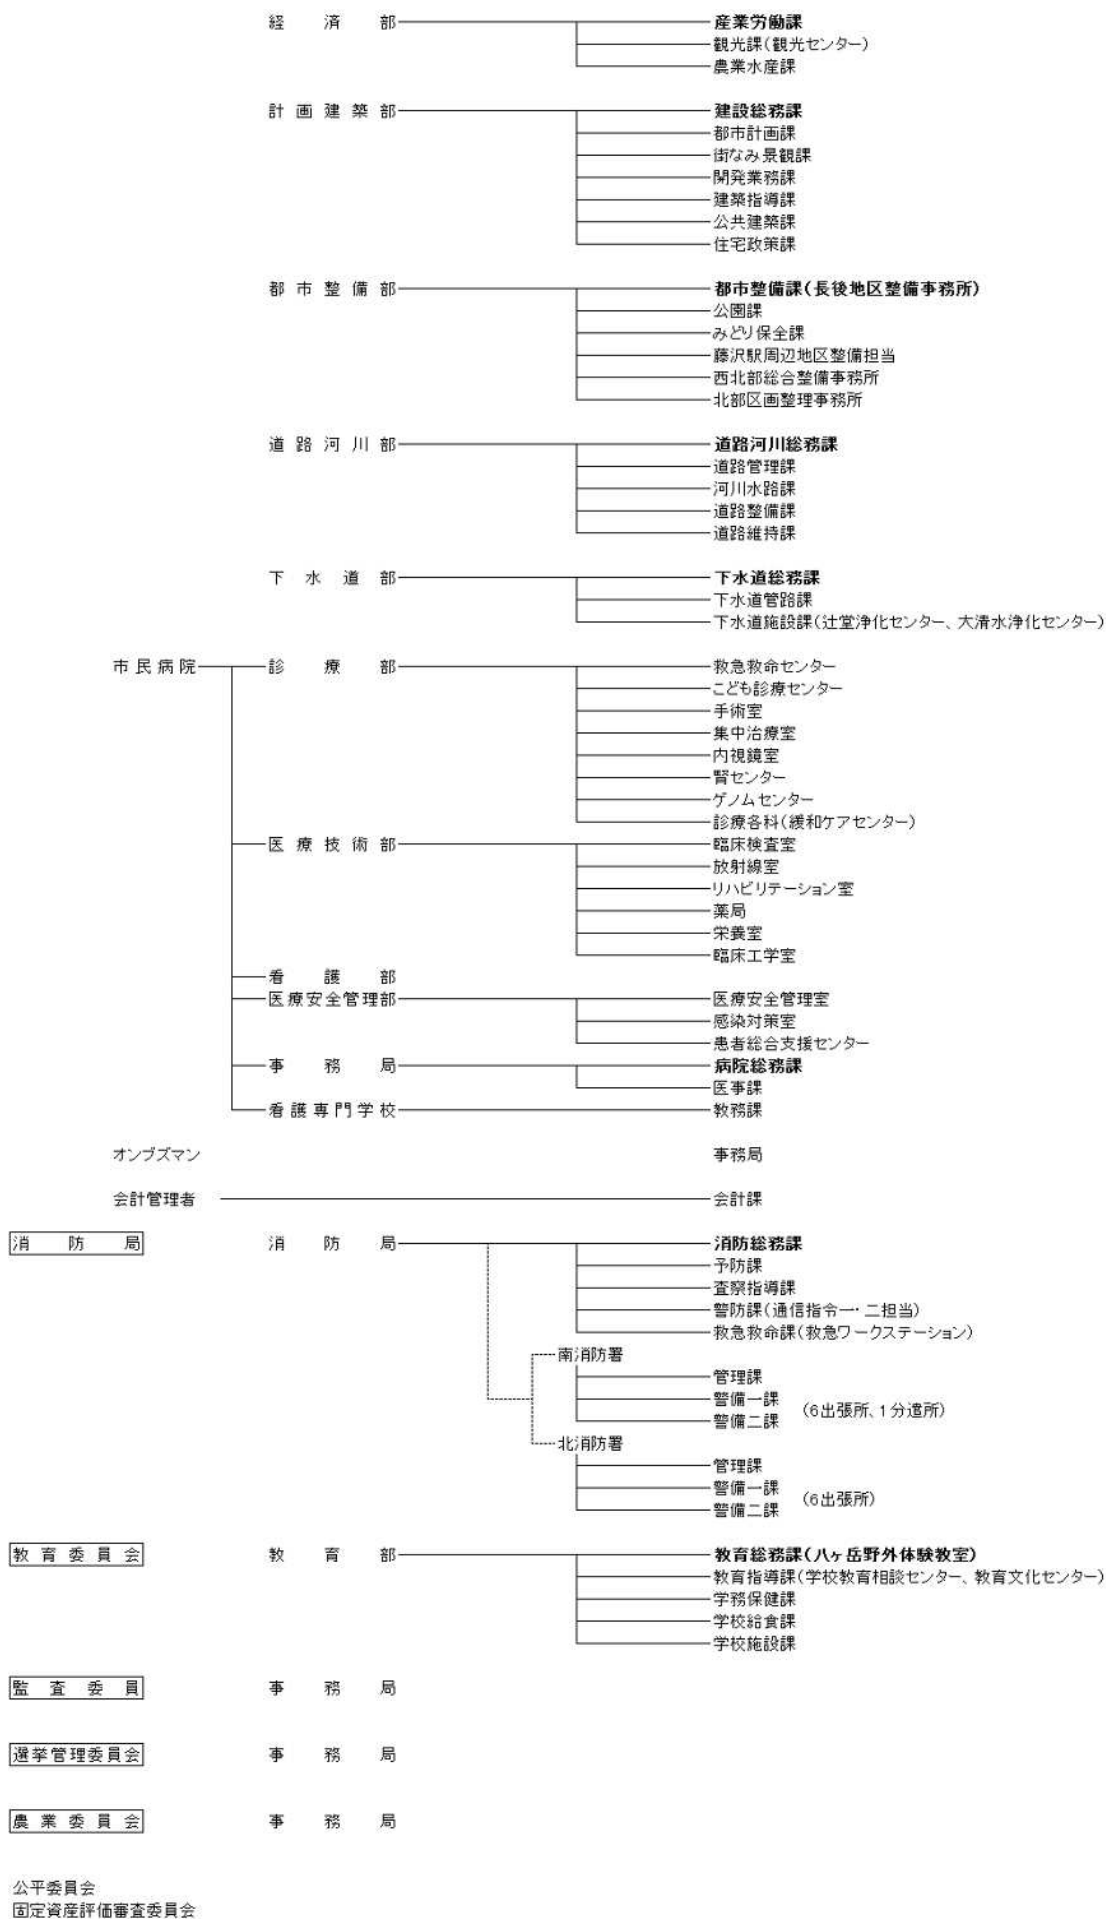 経済部 産業労働課
観光課(観光センター)
農業水産課
計画建築部 建設総務課
都市計画課
街なみ景観課
開発業務課
建築指導課
公共建築課
住宅政策課
都市整備部 都市整備課(長後地区整備事務所)
公園課
みどり保全課
藤沢駅周辺地区整備担当
西北部総合整備事務所
北部区画整理事務所
道路河川部 道路河川総務課
道路管理課
河川水路課
道路整備課
道路維持課
下水道部 下水道総務課
下水道管路課
下水道施設課(辻堂浄化センター、大清水浄化センター)
市民病院 診療部 救急救命センター
こども診療センター
手術室
集中治療室
内視鏡室
腎センター
ゲノムセンター
診療各科(緩和ケアセンター)
医療技術部 臨床検査室
放射線室
リハビリテーション室
薬局
栄養室
臨床工学室
看護部
医療安全管理部 医療安全管理室
感染対策室
患者総合支援センター
事務局 病院総務課
医事課
看護専門学校 教務課
オンブズマン 事務局
会計管理者 会計課
消防局 消防局 消防総務課
予防課
査察指導課
警防課(通信指令一・二担当)
救急救命課(救急ワークステーション)
南消防署
管理課
警備一課
(6出張所、1分遣所)
警備二課
北消防署
管理課
警備一課
(6出張所)
警備二課
教育委員会 教育部 教育総務課(八ヶ岳野外体験教室)
教育指導課(学校教育相談センター、教育文化センター)
学務保健課
学校給食課
学校施設課
監査委員 事務局
選挙管理委員会 事務局
農業委員会 事務局
公平委員会
固定資産評価審査委員会